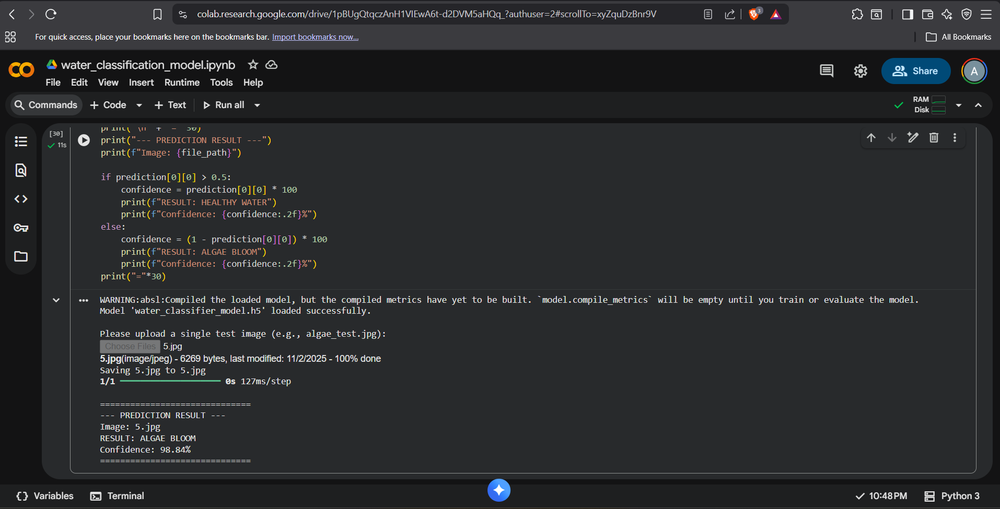 colab.research.google.com/drive/1pBUgQtqczAnH1VIEwA6t-d2DVM5aHQq_?authuser=2#scrollTo=xyZquDzBnr9V
3
For quick access, place your bookmarks here on the bookmarks bar. Import bookmarks now...
All Bookmarks
water_classification_model.ipynb
File Edit View Insert Runtime Tools Help
Share
A
Commands + Code + Text Run all
RAM
Disk
[30]
11s
print("\n" + "=" * 30)
print("--- PREDICTION RESULT ---")
print(f"Image: {file_path}")
if prediction[0][0] > 0.5:
    confidence = prediction[0][0] * 100
    print(f"RESULT: HEALTHY WATER")
    print(f"Confidence: {confidence:.2f}%")
else:
    confidence = (1 - prediction[0][0]) * 100
    print(f"RESULT: ALGAE BLOOM")
    print(f"Confidence: {confidence:.2f}%")
print("="*30)
WARNING:absl:Compiled the loaded model, but the compiled metrics have yet to be built. `model.compile_metrics` will be empty until you train or evaluate the model.
Model 'water_classifier_model.h5' loaded successfully.
Please upload a single test image (e.g., algae_test.jpg):
Choose Files 5.jpg
5.jpg(image/jpeg) - 6269 bytes, last modified: 11/2/2025 - 100% done
Saving 5.jpg to 5.jpg
1/1 0s 127ms/step
==============================
--- PREDICTION RESULT ---
Image: 5.jpg
RESULT: ALGAE BLOOM
Confidence: 98.84%
==============================
Variables Terminal
10:48 PM Python 3